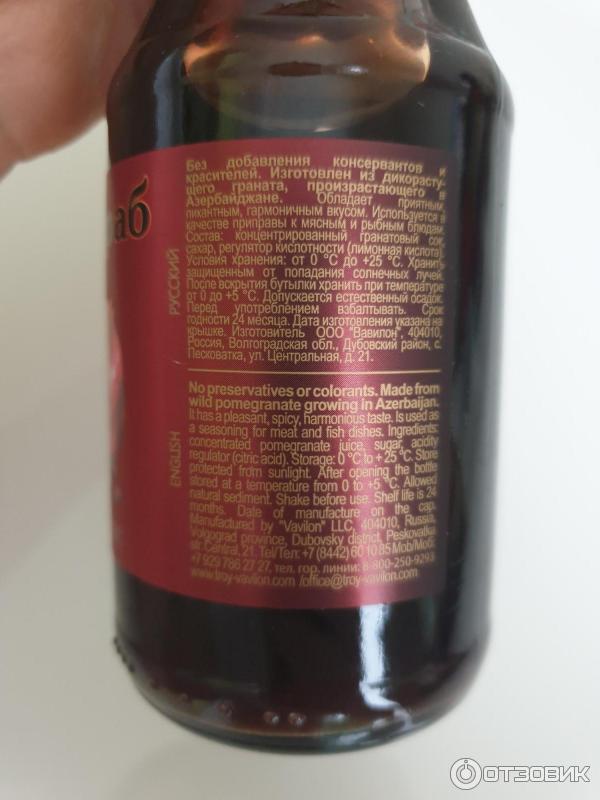 аб
РУССКИЙ
Без добавления консервантов и
красителей. Изготовлен из дикорасту-
щего граната, произрастающего в
Азербайджане. Обладает приятным,
пикантным, гармоничным вкусом. Используется в
качестве приправы к мясным и рыбным блюдам.
Состав: концентрированный гранатовый сок,
сахар, регулятор кислотности (лимонная кислота).
Условия хранения: от 0 °C до +25 °C. Хранить
защищенным от попадания солнечных лучей.
После вскрытия бутылки хранить при температуре
от 0 до +5 °C. Допускается естественный осадок.
Перед употреблением взбалтывать. Срок
годности 24 месяца. Дата изготовления указана на
крышке. Изготовитель ООО "Вавилон", 404010,
Россия, Волгоградская обл., Дубовский район, с.
Песковатка, ул. Центральная, д. 21.
ENGLISH
No preservatives or colorants. Made from
wild pomegranate growing in Azerbaijan.
It has a pleasant, spicy, harmonious taste. Is used as
a seasoning for meat and fish dishes. Ingredients:
concentrated pomegranate juice, sugar, acidity
regulator (citric acid). Storage: 0 °C to + 25 °C. Store
protected from sunlight. After opening the bottle
stored at a temperature from 0 to +5 °C. Allowed
natural sediment. Shake before use. Shelf life is 24
months. Date of manufacture on the cap.
Manufactured by "Vavilon" LLC, 404010, Russia,
Volgograd province, Dubovsky district, Peskovatka
str. Central, 21. Tel/Тел: +7 (8442) 60 10 85 Mob/Моб:
+7 929 786 27 27, тел. гор. линии: 8-800-250-9293
www.troy-vavilon.com /office@troy-vavilon.com
ОТЗОВИК